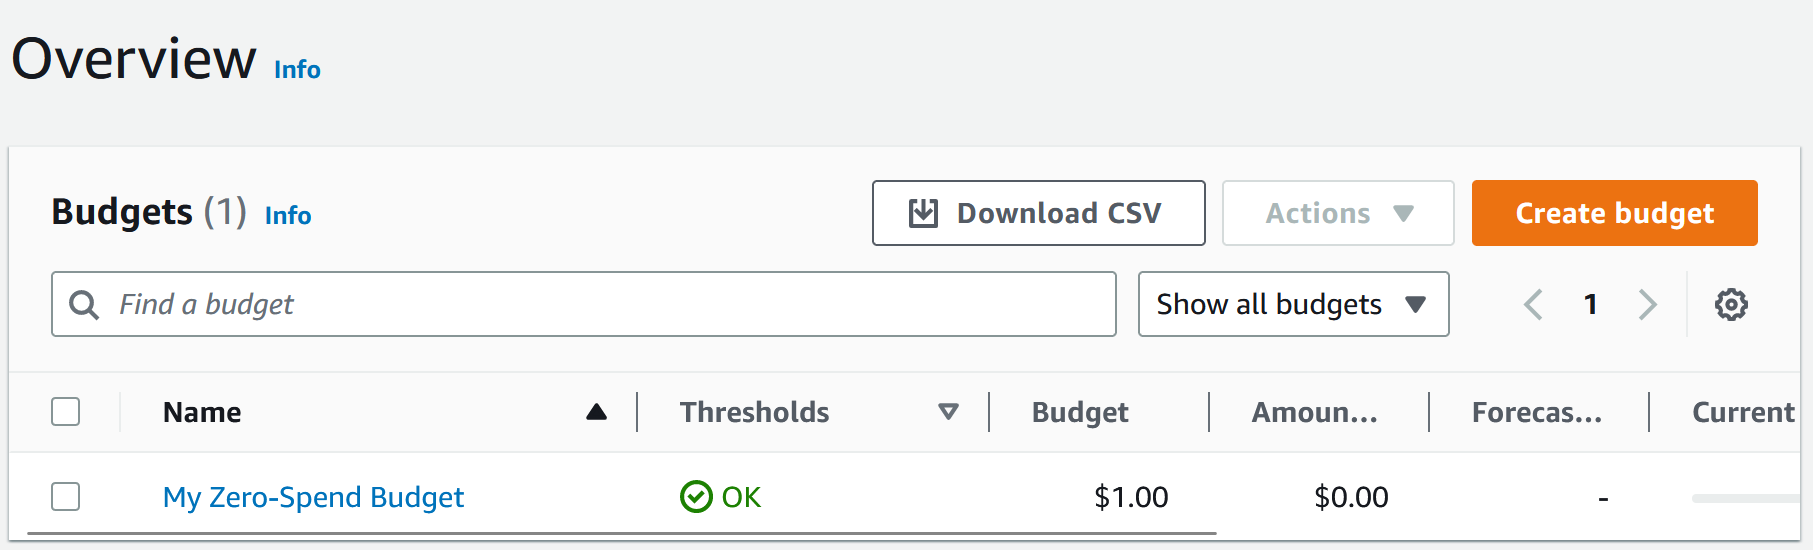 Overview Info
Budgets (1) Info
Download CSV
Actions
Create budget
Find a budget
Show all budgets
1
Name Thresholds Budget Amoun... Forecas... Current
My Zero-Spend Budget OK $1.00 $0.00 -